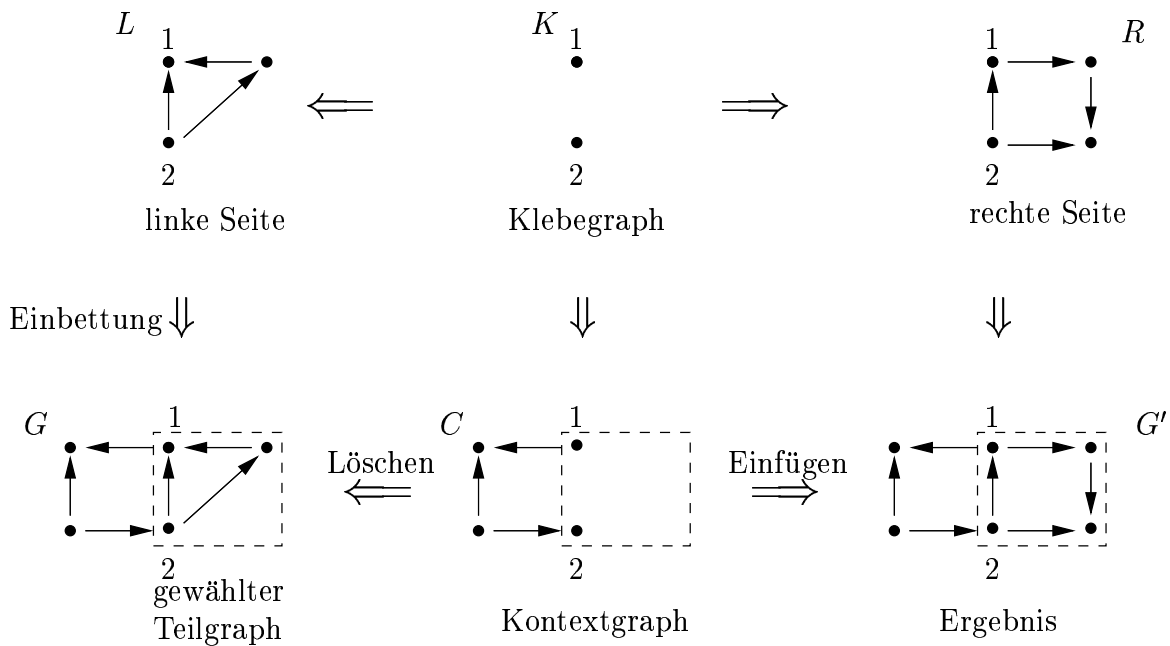 L
1
2
linke Seite
K
1
2
Klebegraph
R
1
2
rechte Seite
Einbettung
G
1
2
gewählter
Teilgraph
Löschen
C
1
2
Kontextgraph
Einfügen
G′
1
2
Ergebnis